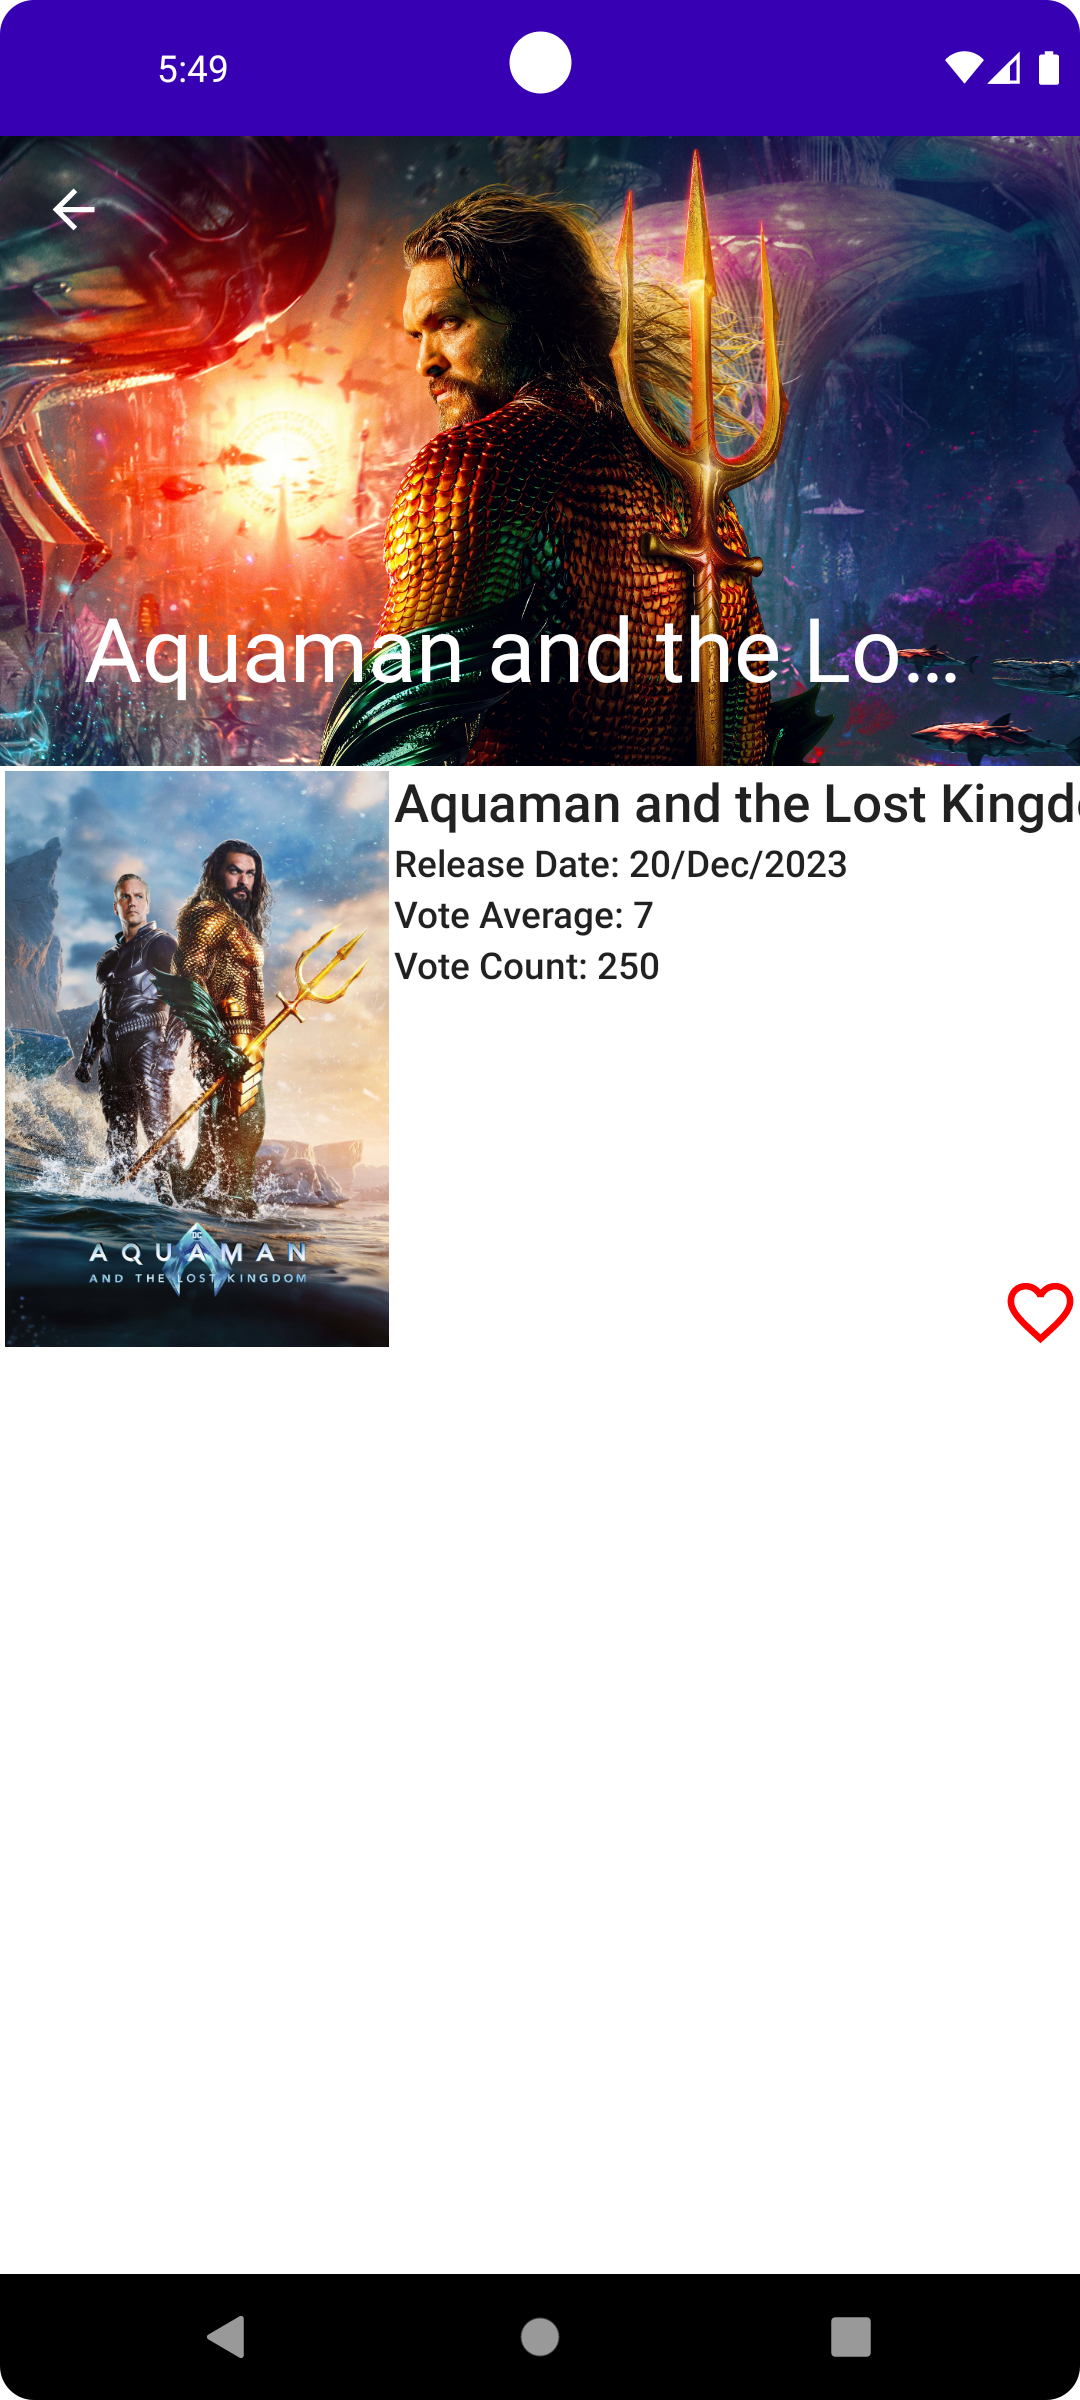 5:49
Aquaman and the Lo...
Aquaman and the Lost Kingd
Release Date: 20/Dec/2023
Vote Average: 7
Vote Count: 250
DC
AQUAMAN
AND THE LOST KINGDOM